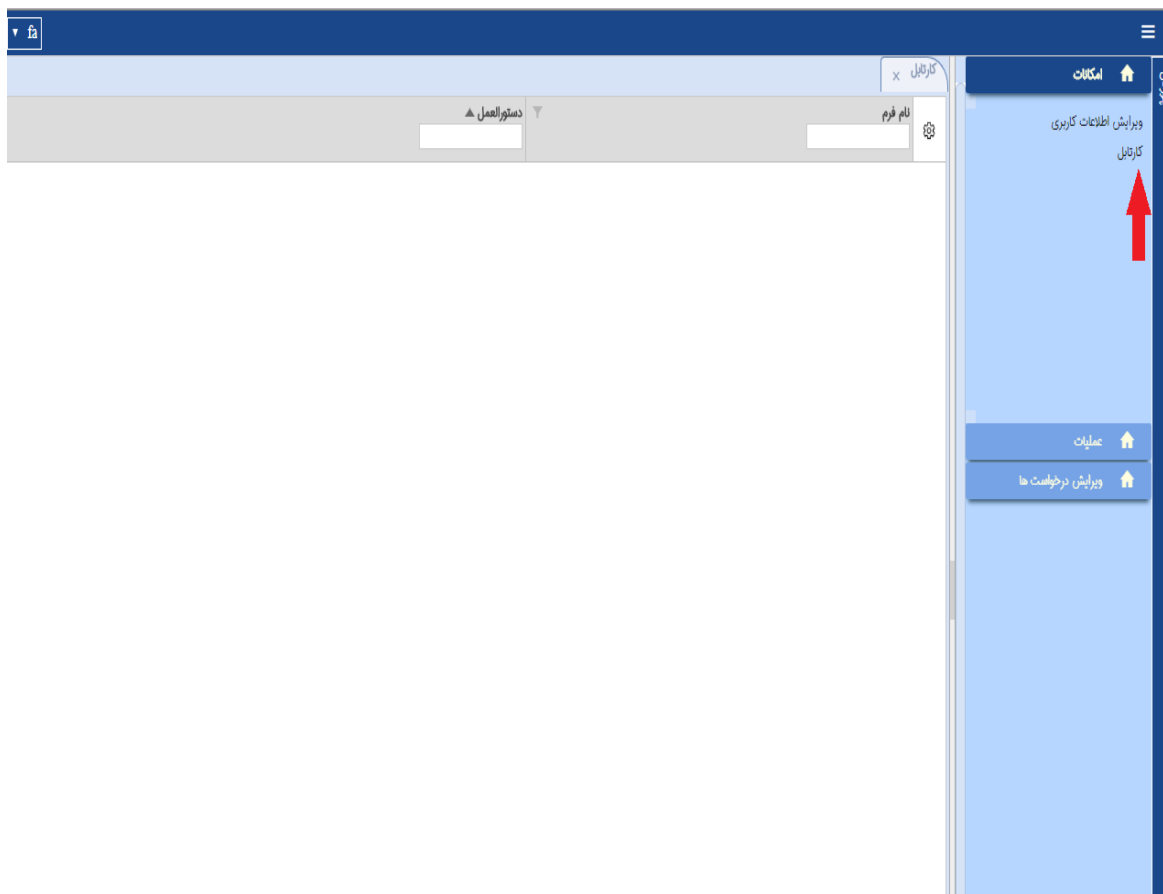 fa
امکانات
ویرایش اطلاعات کاربری
کارتابل
عملیات
ویرایش درخواست ها
کارتابل x
نام فرم
دستورالعمل